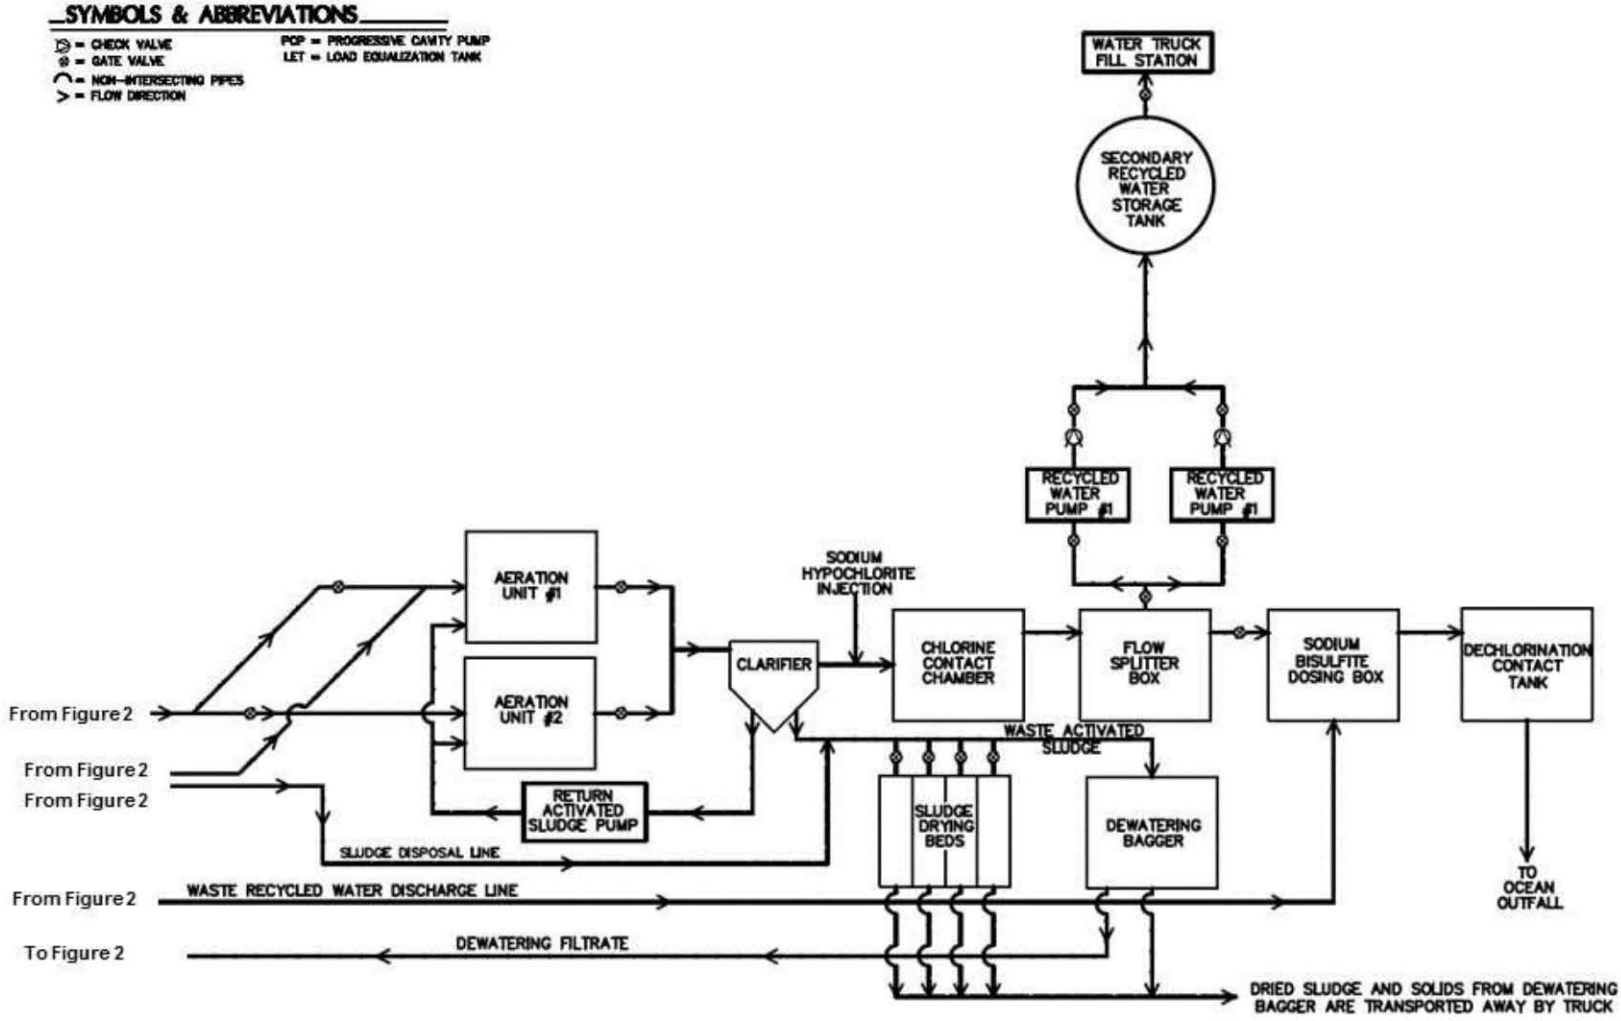 SYMBOLS & ABBREVIATIONS
= CHECK VALVE
= GATE VALVE
= NON-INTERSECTING PIPES
> = FLOW DIRECTION
PCP = PROGRESSIVE CAVITY PUMP
LET = LOAD EQUALIZATION TANK
WATER TRUCK
FILL STATION
SECONDARY
RECYCLED
WATER
STORAGE
TANK
RECYCLED
WATER
PUMP #1
RECYCLED
WATER
PUMP #1
AERATION
UNIT #1
AERATION
UNIT #2
SODIUM
HYPOCHLORITE
INJECTION
CLARIFIER
CHLORINE
CONTACT
CHAMBER
FLOW
SPLITTER
BOX
SODIUM
BISULFITE
DOSING BOX
DECHLORINATION
CONTACT
TANK
From Figure 2
From Figure 2
From Figure 2
WASTE ACTIVATED
SLUDGE
RETURN
ACTIVATED
SLUDGE PUMP
SLUDGE
DRYING
BEDS
DEWATERING
BAGGER
SLUDGE DISPOSAL LINE
TO
OCEAN
OUTFALL
From Figure 2
WASTE RECYCLED WATER DISCHARGE LINE
To Figure 2
DEWATERING FILTRATE
DRIED SLUDGE AND SOLIDS FROM DEWATERING
BAGGER ARE TRANSPORTED AWAY BY TRUCK